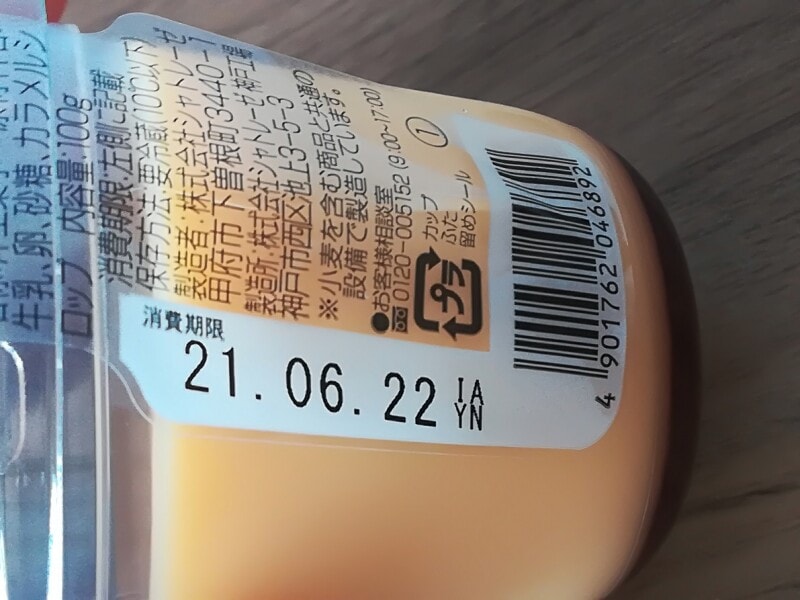 牛乳、卵、砂糖、カラメルシ
ロップ 内容量:100g
消費期限:左側に記載
保存方法:要冷蔵(10℃以下)
製造者:株式会社シャトレーゼ
甲府市下曽根町3440-1
製造所:株式会社シャトレーゼ神戸工場
神戸市西区池上3-5-3
※小麦を含む商品と共通の
設備で製造しています。
●お客様相談室
0120-005152 (9:00~17:00)
プラ
カップ
ふた
留めシール
1
4 901762 046892
消費期限
21.06.22
IA
YN